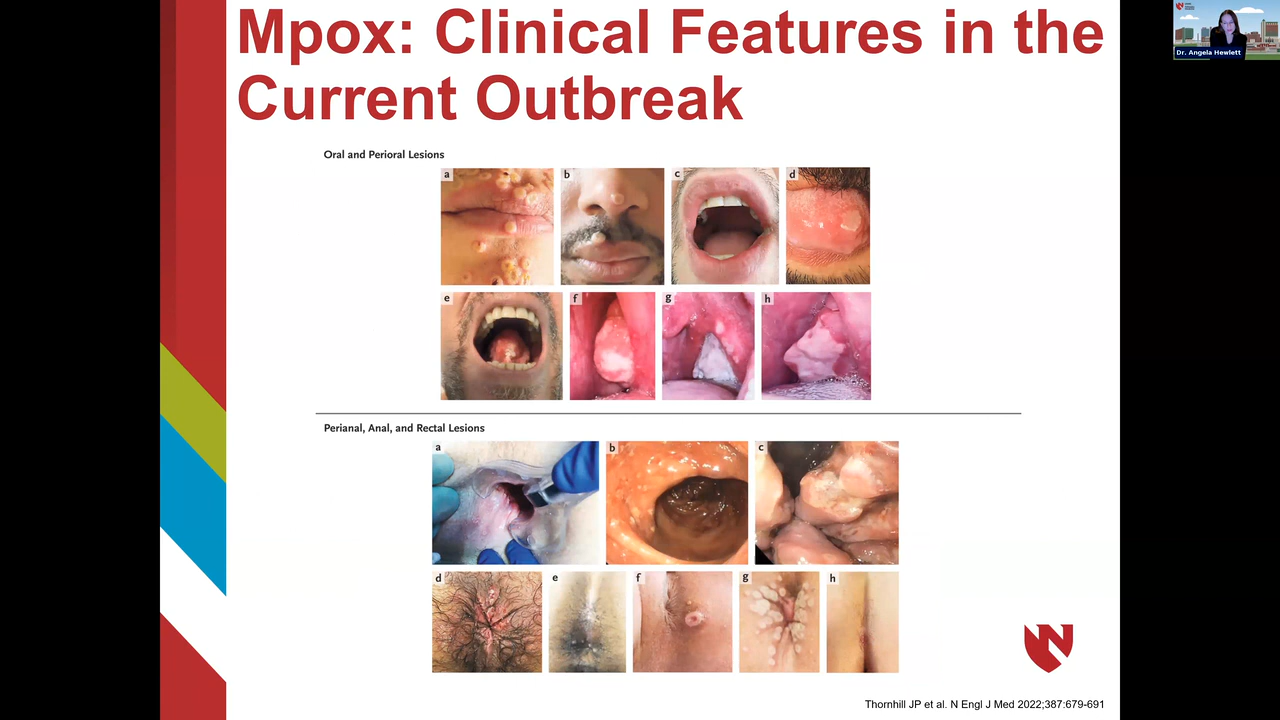 Mpox: Clinical Features in the
Current Outbreak
Dr. Angela Hewlett
Oral and Perioral Lesions
a
b
c
d
e
f
g
h
Perianal, Anal, and Rectal Lesions
a
b
c
d
e
f
g
h
N
Thornhill JP et al. N Engl J Med 2022;387:679-691